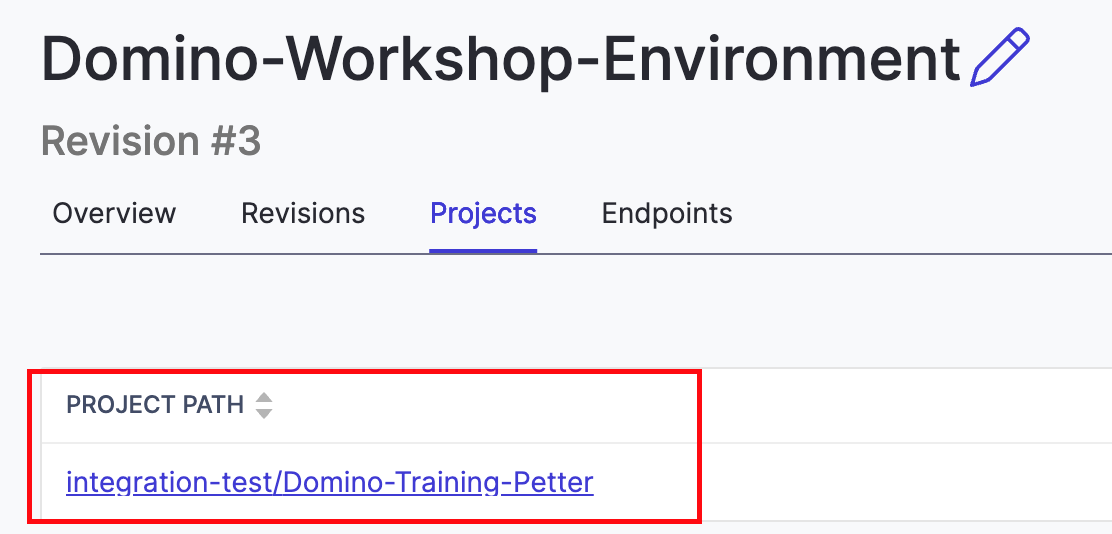 Domino-Workshop-Environment
Revision #3
Overview Revisions Projects Endpoints
PROJECT PATH
integration-test/Domino-Training-Petter